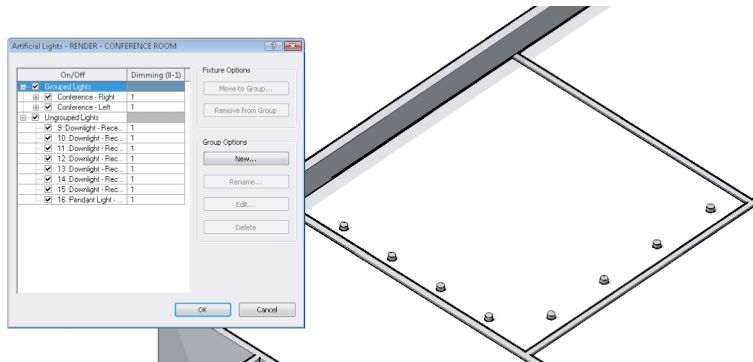 Artificial Lights - RENDER - CONFERENCE ROOM
On/Off Dimming (0-1)
Grouped Lights
Conference - Right 1
Conference - Left 1
Ungrouped Lights
9 :Downlight - Rece... 1
10 :Downlight - Rec... 1
11 :Downlight - Rec... 1
12 :Downlight - Rec... 1
13 :Downlight - Rec... 1
14 :Downlight - Rec... 1
15 :Downlight - Rec... 1
16 :Pendant Light - ... 1
Fixture Options
Move to Group...
Remove from Group
Group Options
New...
Rename...
Edit...
Delete
OK Cancel